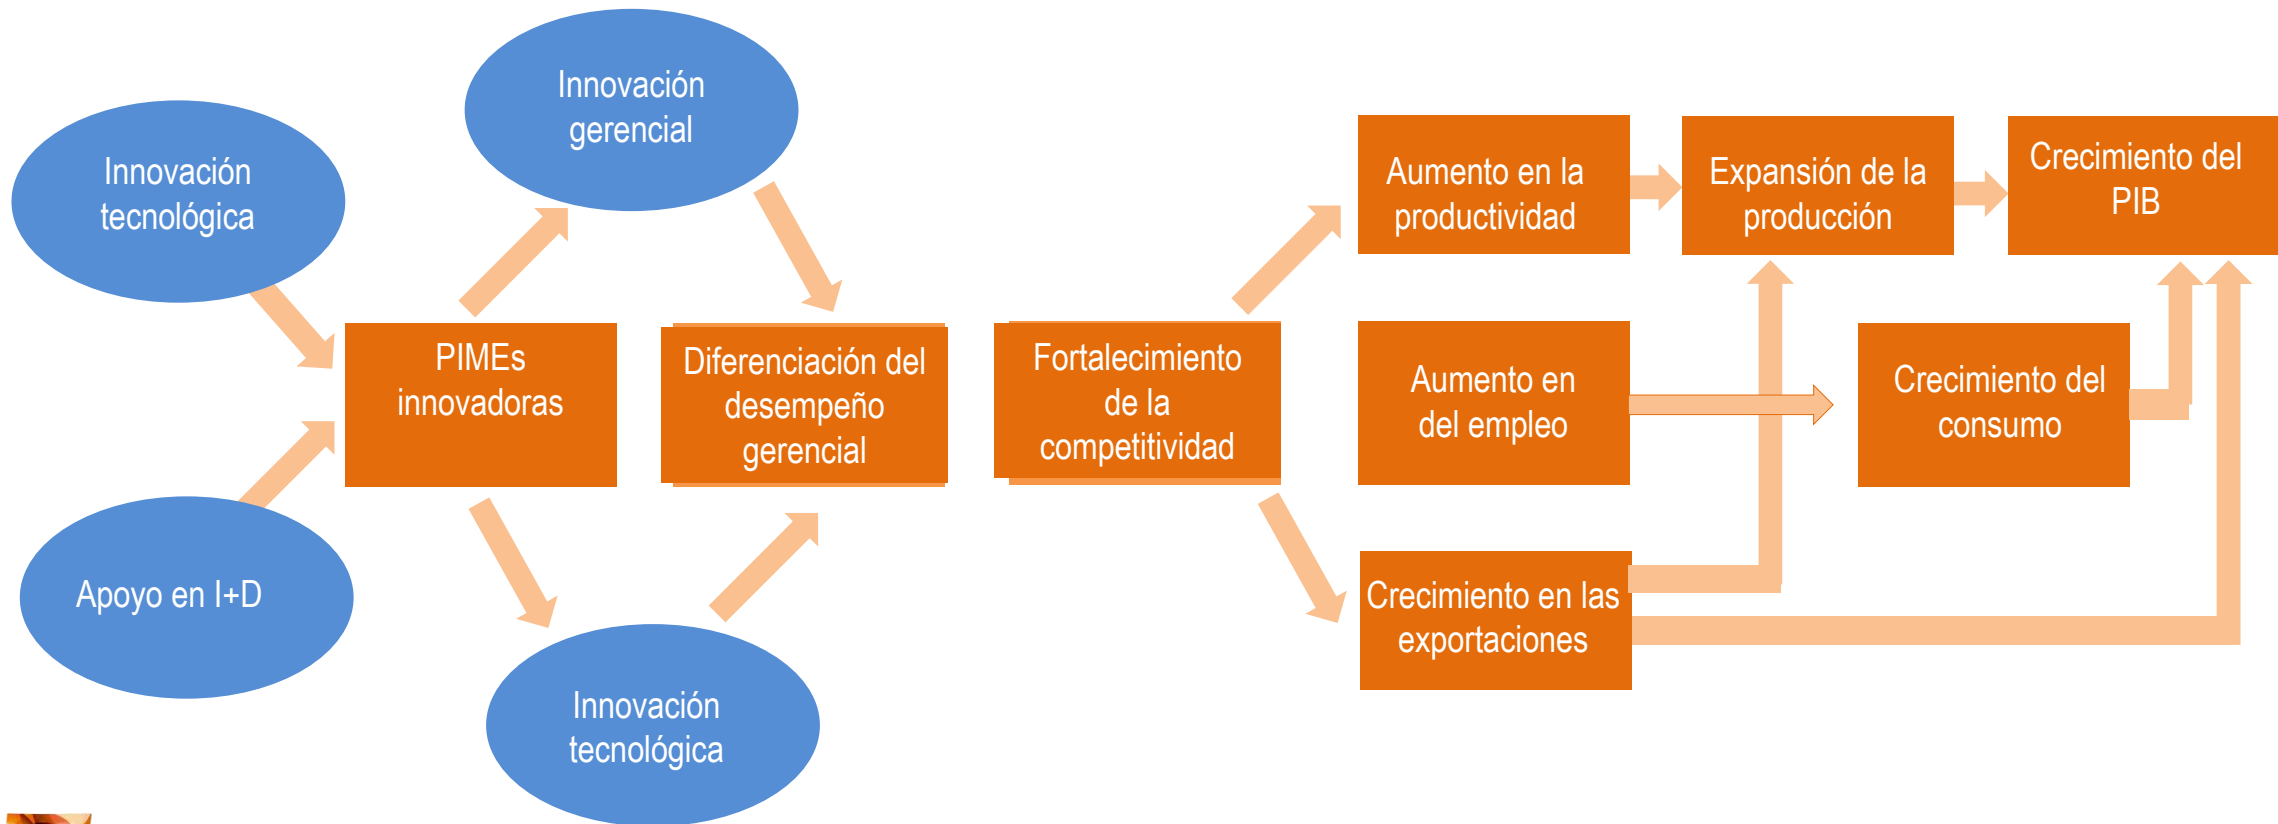 Innovación
tecnológica
Apoyo en I+D
PIMEs
innovadoras
Innovación
gerencial
Innovación
tecnológica
Diferenciación del
desempeño
gerencial
Fortalecimiento
de la
competitividad
Aumento en la
productividad
Expansión de la
producción
Crecimiento del
PIB
Aumento en
del empleo
Crecimiento del
consumo
Crecimiento en las
exportaciones